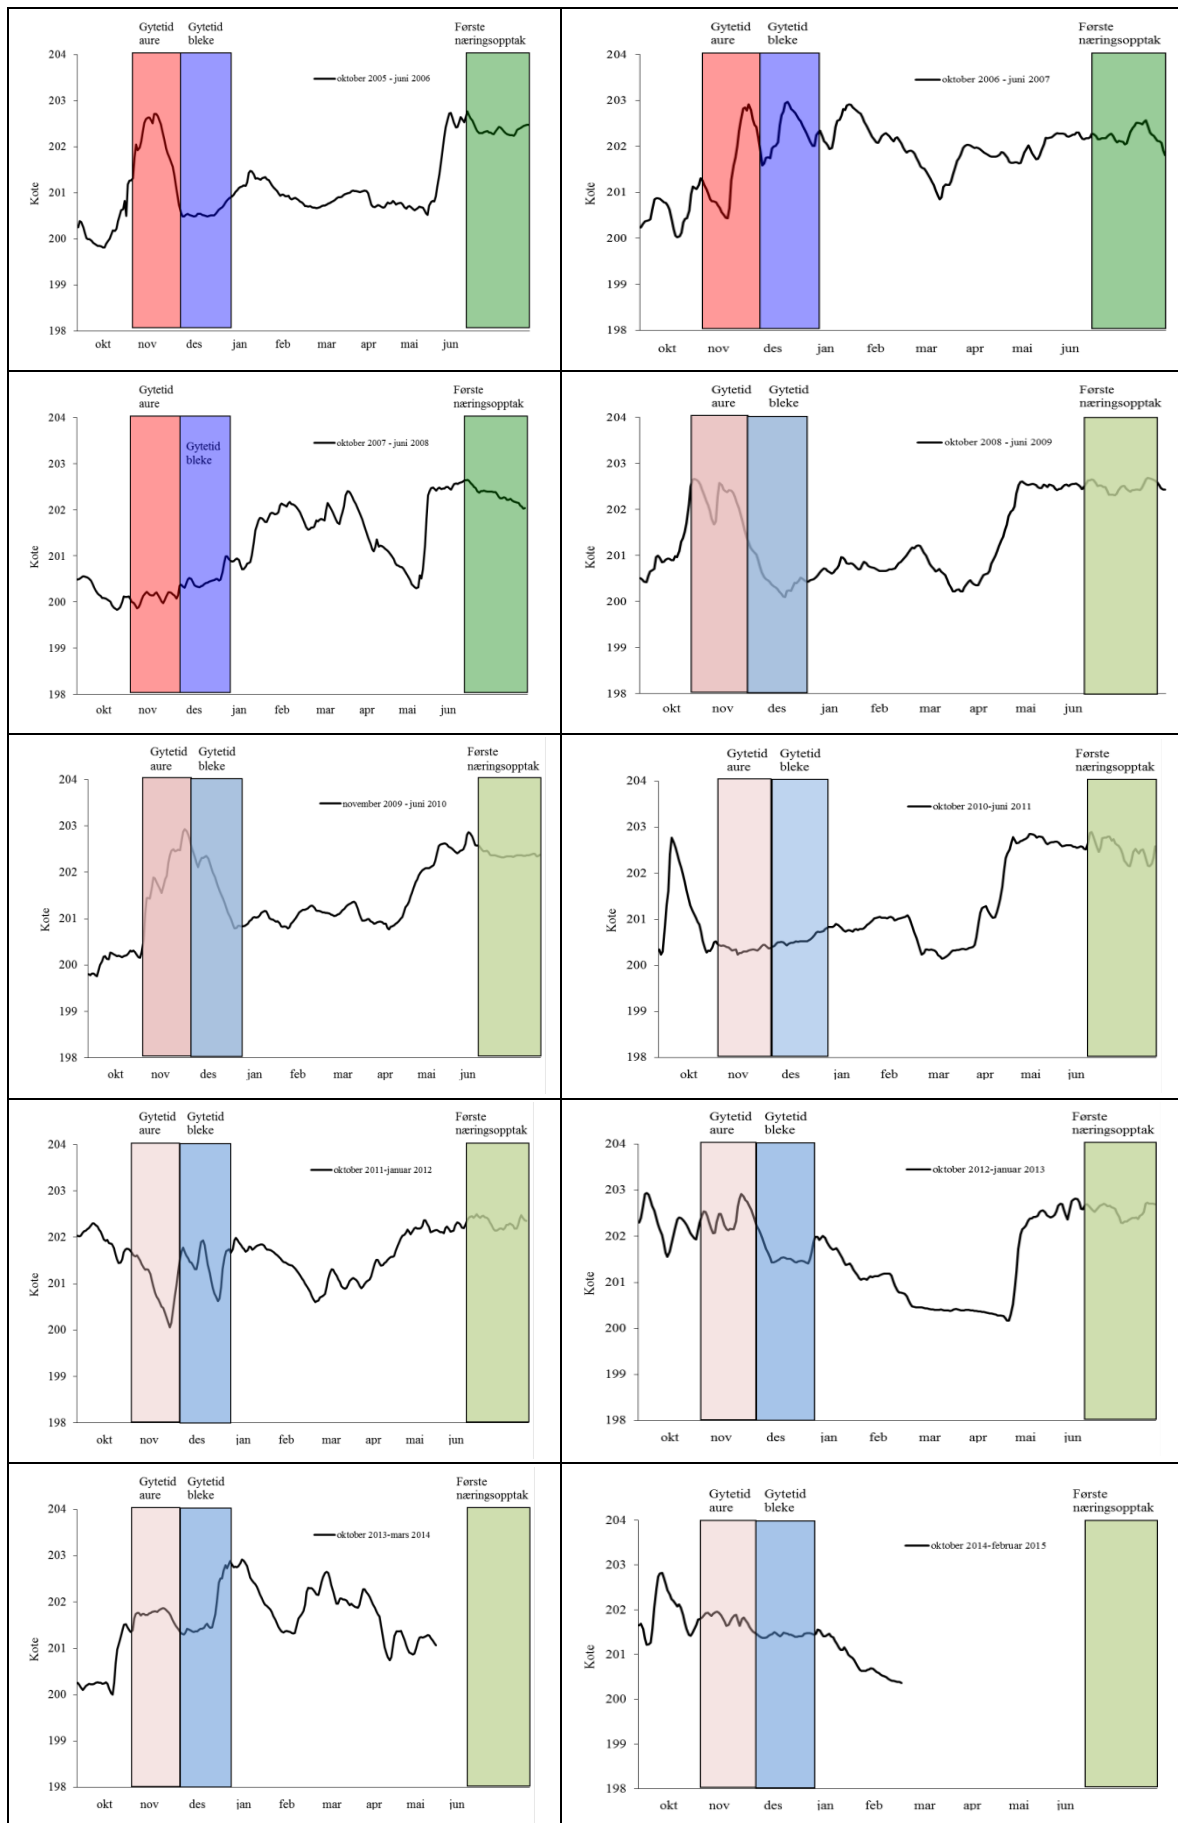 Gytetid
aure
Gytetid
bleke
Første
næringsopptak
oktober 2005 - juni 2006
204
203
202
201
200
199
198
Kote
okt nov des jan feb mar apr mai jun
Gytetid
aure
Gytetid
bleke
Første
næringsopptak
oktober 2006 - juni 2007
204
203
202
201
200
199
198
Kote
okt nov des jan feb mar apr mai jun
Gytetid
aure
Gytetid
bleke
Første
næringsopptak
oktober 2007 - juni 2008
204
203
202
201
200
199
198
Kote
okt nov des jan feb mar apr mai jun
Gytetid
aure
Gytetid
bleke
Første
næringsopptak
oktober 2008 - juni 2009
204
203
202
201
200
199
198
Kote
okt nov des jan feb mar apr mai jun
Gytetid
aure
Gytetid
bleke
Første
næringsopptak
november 2009 - juni 2010
204
203
202
201
200
199
198
Kote
okt nov des jan feb mar apr mai jun
Gytetid
aure
Gytetid
bleke
Første
næringsopptak
oktober 2010-juni 2011
204
203
202
201
200
199
198
Kote
okt nov des jan feb mar apr mai jun
Gytetid
aure
Gytetid
bleke
Første
næringsopptak
oktober 2011-januar 2012
204
203
202
201
200
199
198
Kote
okt nov des jan feb mar apr mai jun
Gytetid
aure
Gytetid
bleke
Første
næringsopptak
oktober 2012-januar 2013
204
203
202
201
200
199
198
Kote
okt nov des jan feb mar apr mai jun
Gytetid
aure
Gytetid
bleke
Første
næringsopptak
oktober 2013-mars 2014
204
203
202
201
200
199
198
Kote
okt nov des jan feb mar apr mai jun
Gytetid
aure
Gytetid
bleke
Første
næringsopptak
oktober 2014-februar 2015
204
203
202
201
200
199
198
Kote
okt nov des jan feb mar apr mai jun